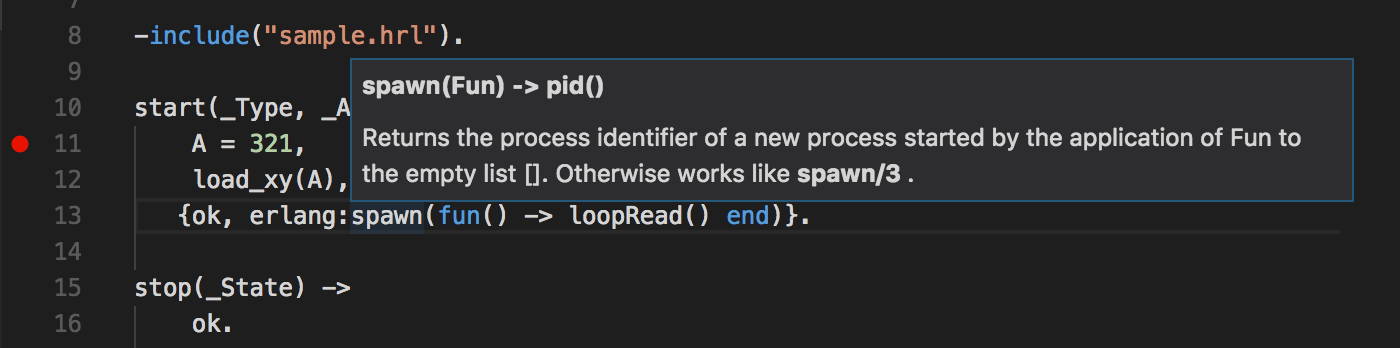 8 -include("sample.hrl").
9
10 start(_Type, _A
spawn(Fun) -> pid()
11 A = 321,
Returns the process identifier of a new process started by the application of Fun to
12 load_xy(A),
the empty list []. Otherwise works like spawn/3 .
13 {ok, erlang:spawn(fun() -> loopRead() end)}.
14
15 stop(_State) ->
16 ok.